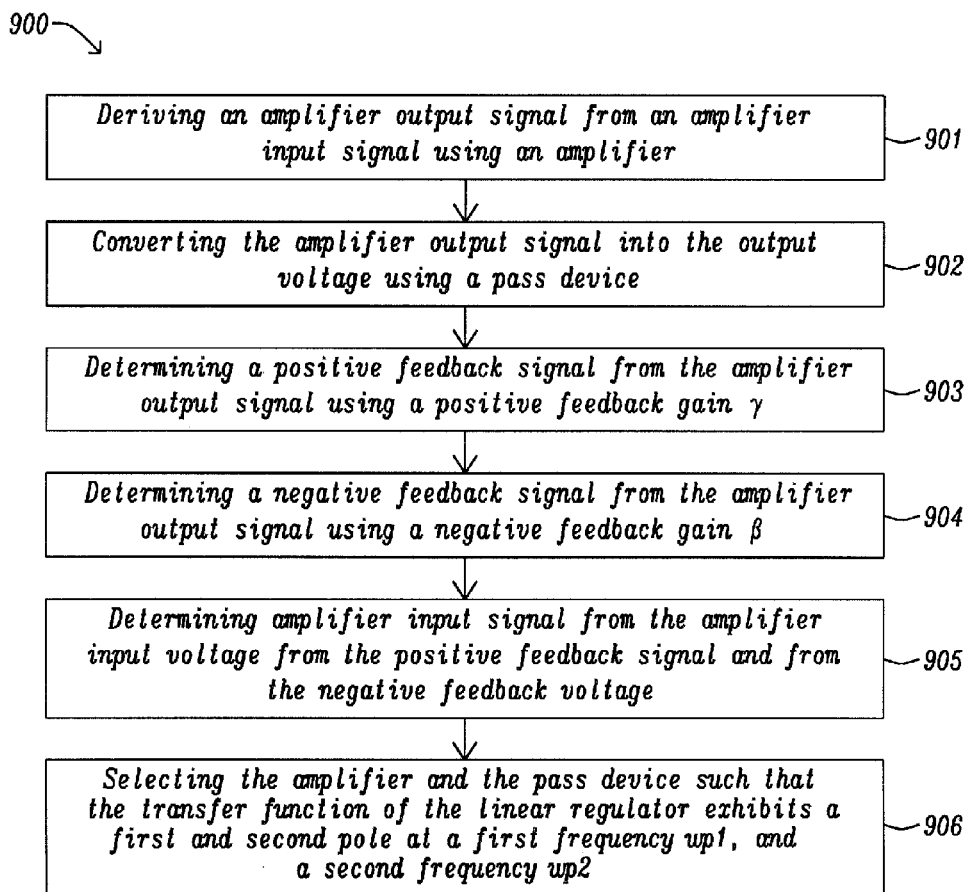 900
Deriving an amplifier output signal from an amplifier
input signal using an amplifier
901
Converting the amplifier output signal into the output
voltage using a pass device
902
Determining a positive feedback signal from the amplifier
output signal using a positive feedback gain γ
903
Determining a negative feedback signal from the amplifier
output signal using a negative feedback gain β
904
Determining amplifier input signal from the amplifier
input voltage from the positive feedback signal and from
the negative feedback voltage
905
Selecting the amplifier and the pass device such that
the transfer function of the linear regulator exhibits a
first and second pole at a first frequency wp1, and
a second frequency wp2
906